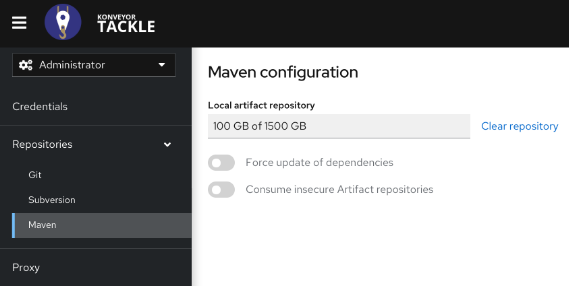 KONVEYOR
TACKLE
Administrator
Credentials
Repositories
Git
Subversion
Maven
Proxy
Maven configuration
Local artifact repository
100 GB of 1500 GB
Clear repository
Force update of dependencies
Consume insecure Artifact repositories